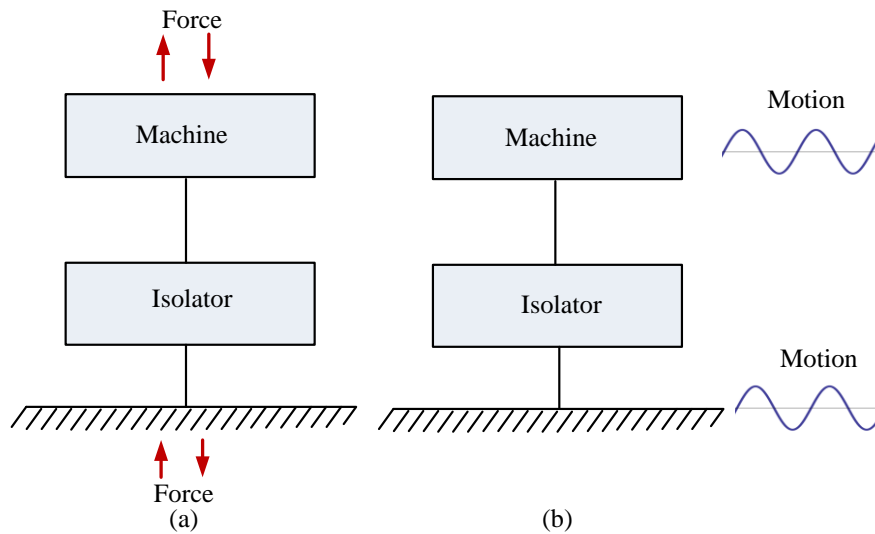 Force
Machine
Isolator
Force
(a)
Machine
Isolator
(b)
Motion
Motion